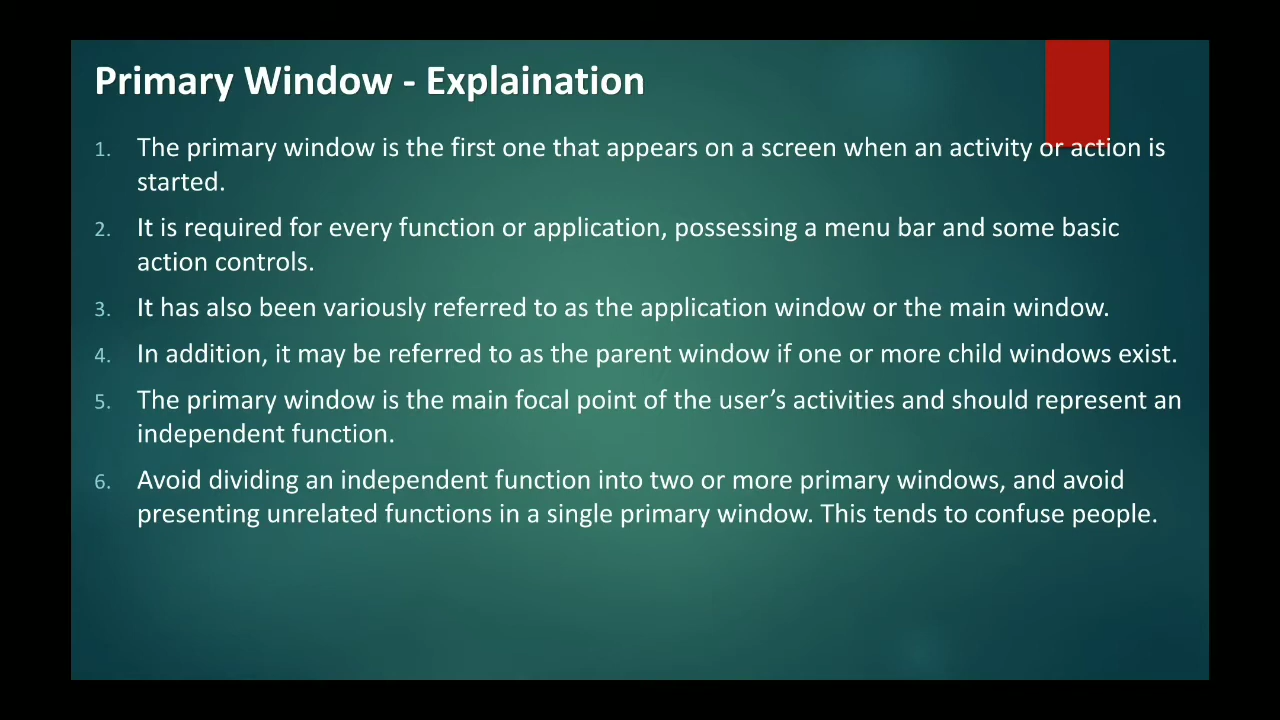 Primary Window - Explaination
1. The primary window is the first one that appears on a screen when an activity or action is
started.
2. It is required for every function or application, possessing a menu bar and some basic
action controls.
3. It has also been variously referred to as the application window or the main window.
4. In addition, it may be referred to as the parent window if one or more child windows exist.
5. The primary window is the main focal point of the user’s activities and should represent an
independent function.
6. Avoid dividing an independent function into two or more primary windows, and avoid
presenting unrelated functions in a single primary window. This tends to confuse people.